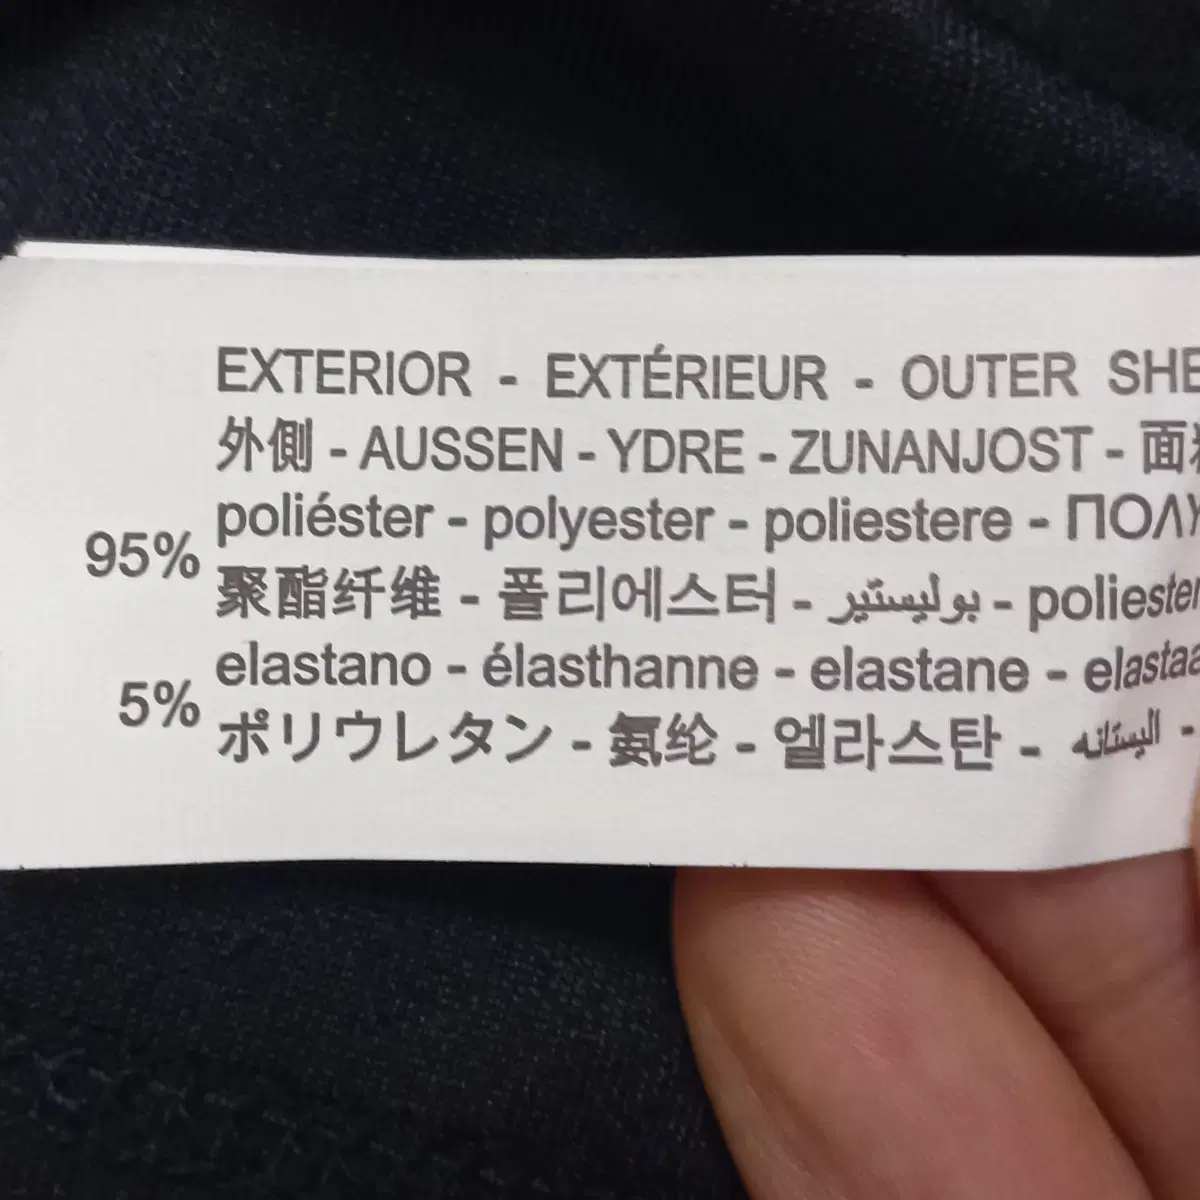 EXTERIOR - EXTÉRIEUR - OUTER
外側 - AUSSEN - YDRE - ZUNANJOST -
95% poliéster - polyester - poliestere -
聚酯纤维 - 폴리에스터 - بوليستير - poliester
5% elastano - élasthanne - elastane -
ポリウレタン - 氨纶 - 엘라스탄 -